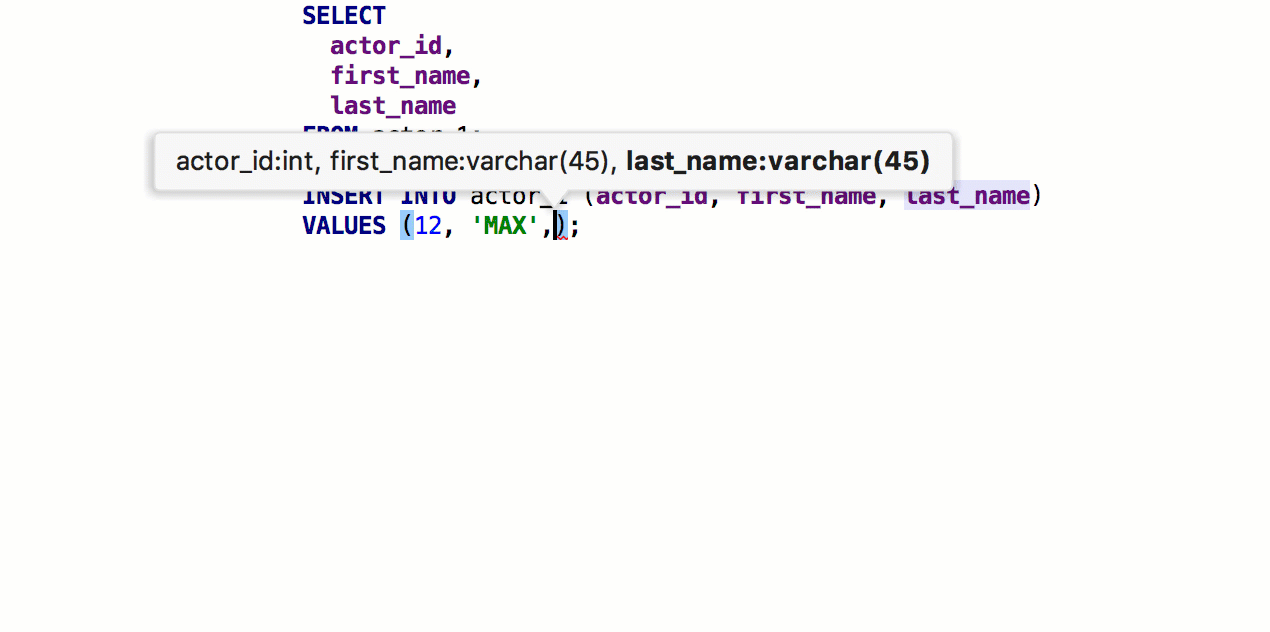 SELECT
actor_id,
first_name,
last_name
FROM actor_1;
actor_id:int, first_name:varchar(45), last_name:varchar(45)
INSERT INTO actor_1 (actor_id, first_name, last_name)
VALUES (12, 'MAX',);